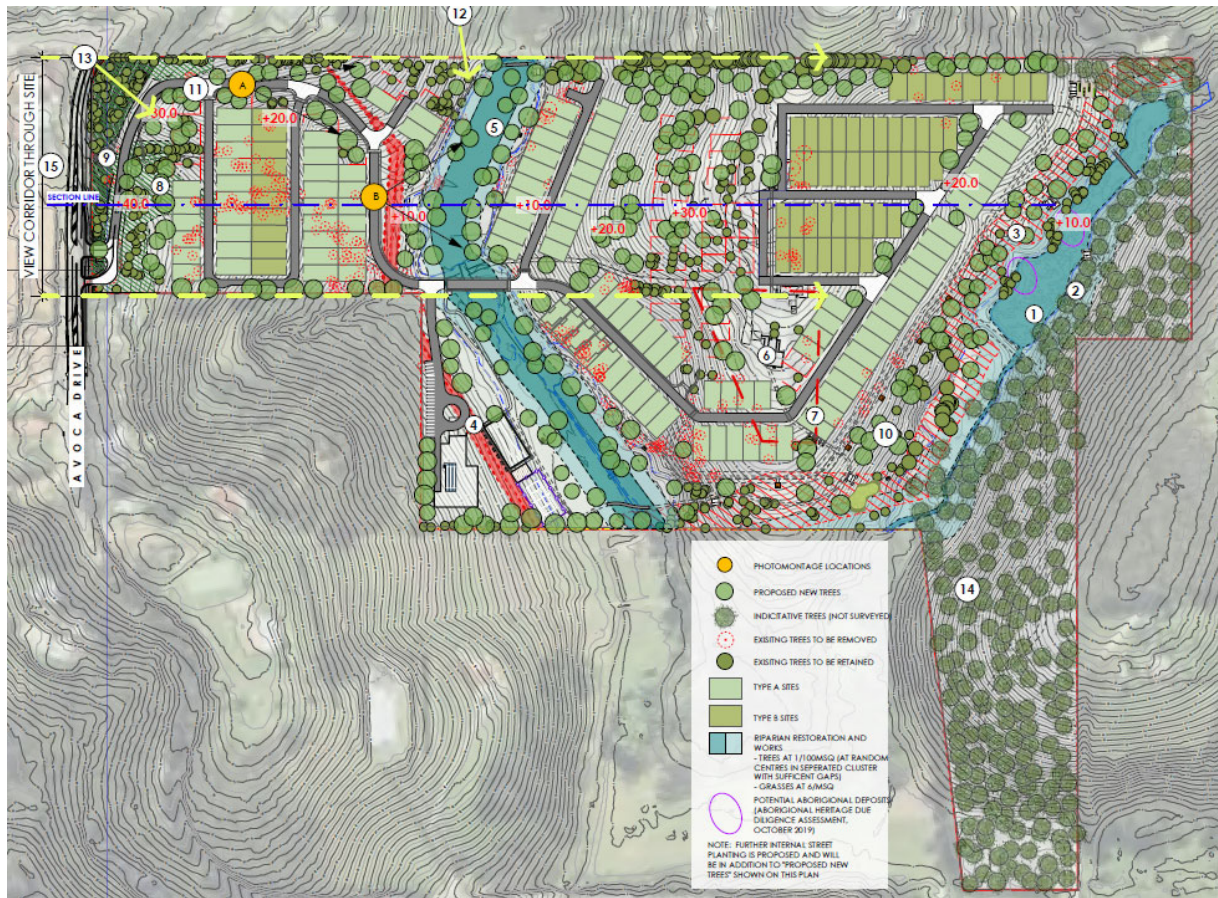 12
13
11
A
+30.0
+20.0
5
VIEW CORRIDOR THROUGH SITE
15
9
8
SECTION LINE
+40.0
B
+10.0
+10.0
+20.0
+30.0
+20.0
3
+10.0
2
1
6
7
4
10
AVOCA DRIVE
14
PHOTOMONTAGE LOCATIONS
PROPOSED NEW TREES
INDICITATIVE TREES (NOT SURVEYED)
EXISITNG TREES TO BE REMOVED
EXISITNG TREES TO BE RETAINED
TYPE A SITES
TYPE B SITES
RIPARIAN RESTORATION AND
WORKS
- TREES AT 1/100MSQ (AT RANDOM
CENTRES IN SEPERATED CLUSTER
WITH SUFFICENT GAPS)
- GRASSES AT 6/MSQ
POTENTIAL ABORIGIONAL DEPOSITS
(ABORIGIONAL HERITAGE DUE
DILIGENCE ASSESSMENT,
OCTOBER 2019)
NOTE: FURTHER INTERNAL STREET
PLANTING IS PROPOSED AND WILL
BE IN ADDITION TO "PROPOSED NEW
TREES" SHOWN ON THIS PLAN